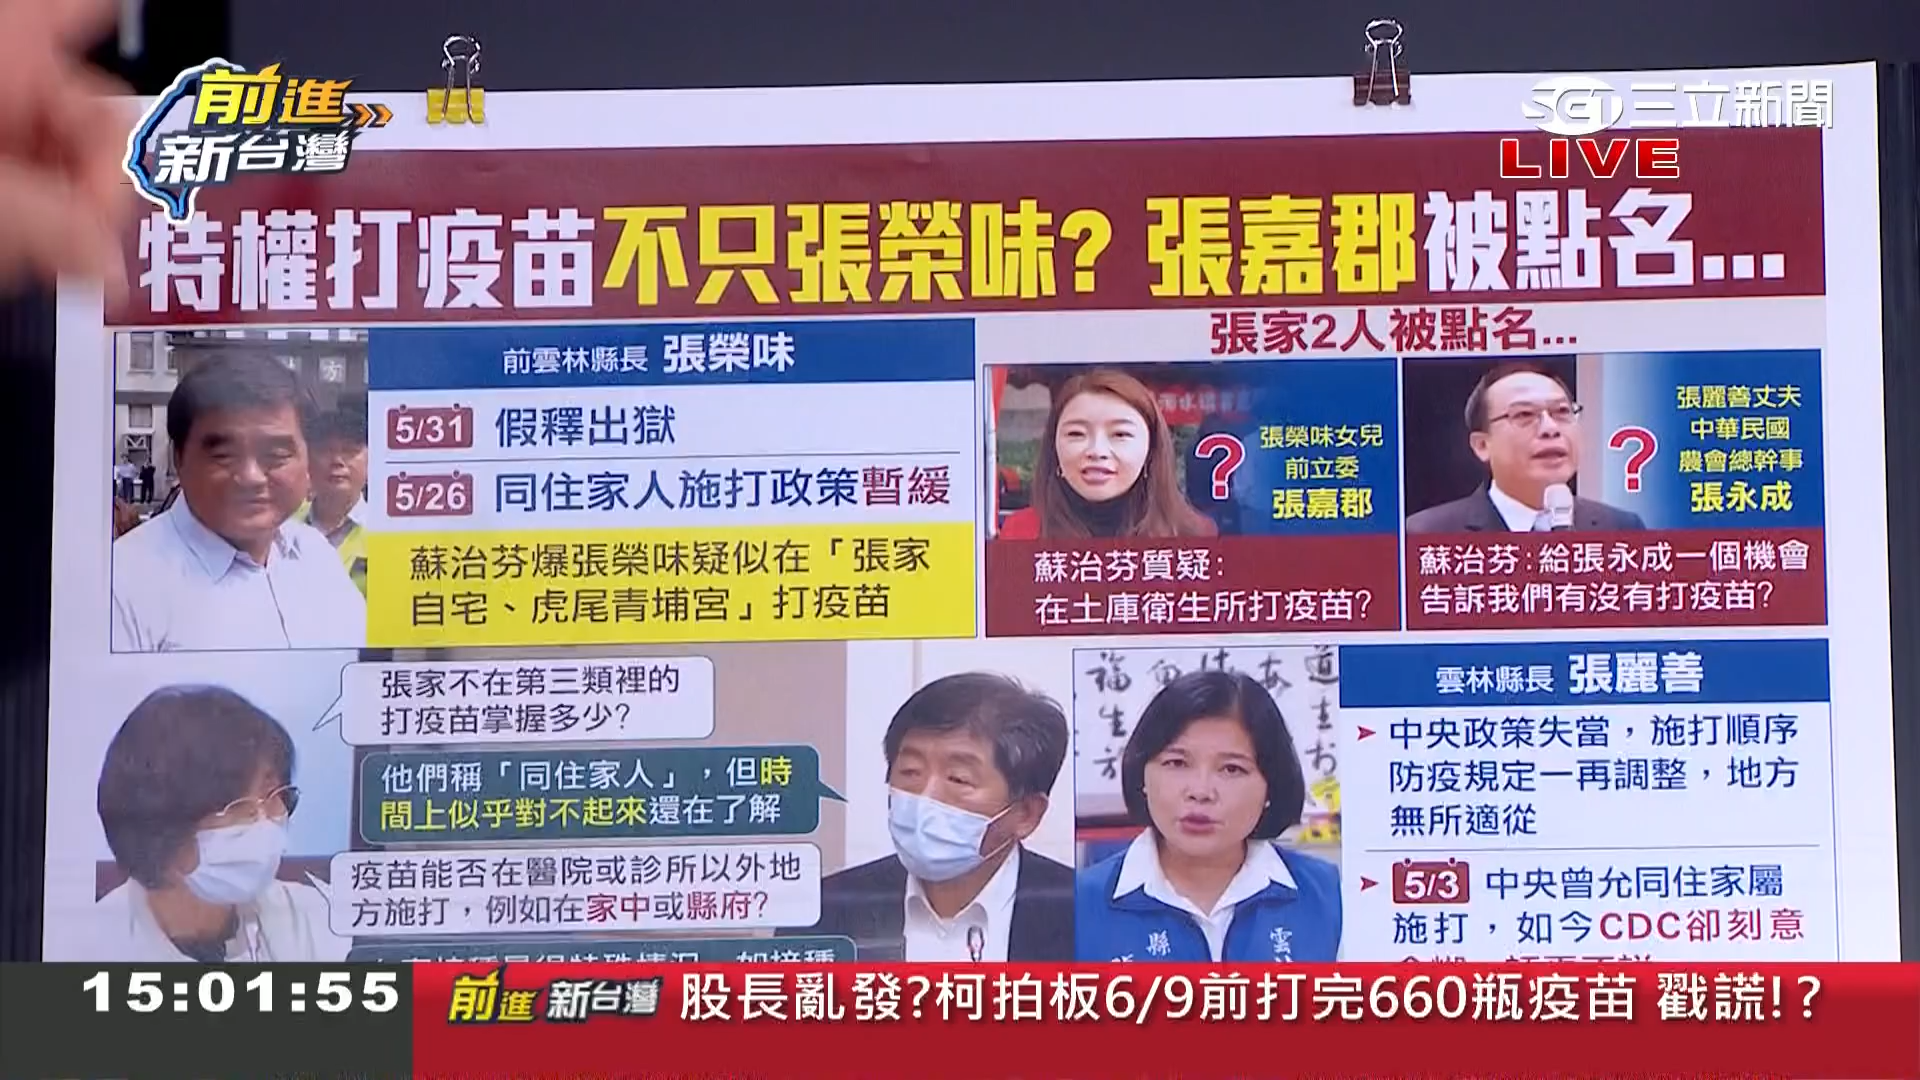 前進
新台灣
SET三立新聞
LIVE
特權打疫苗不只張榮味? 張嘉郡被點名...
前雲林縣長 張榮味
5/31 假釋出獄
5/26 同住家人施打政策暫緩
蘇治芬爆張榮味疑似在「張家
自宅、虎尾青埔宮」打疫苗
張家2人被點名...
?
張榮味女兒
前立委
張嘉郡
蘇治芬質疑:
在土庫衛生所打疫苗?
?
張麗善丈夫
中華民國
農會總幹事
張永成
蘇治芬:給張永成一個機會
告訴我們有沒有打疫苗?
張家不在第三類裡的
打疫苗掌握多少?
他們稱「同住家人」,但時
間上似乎對不起來還在了解
疫苗能否在醫院或診所以外地
方施打,例如在家中或縣府?
雲林縣長 張麗善
中央政策失當,施打順序
防疫規定一再調整,地方
無所適從
5/3 中央曾允同住家屬
施打,如今CDC卻刻意
15:01:55
前進新台灣
股長亂發?柯拍板6/9前打完660瓶疫苗 戳謊!?